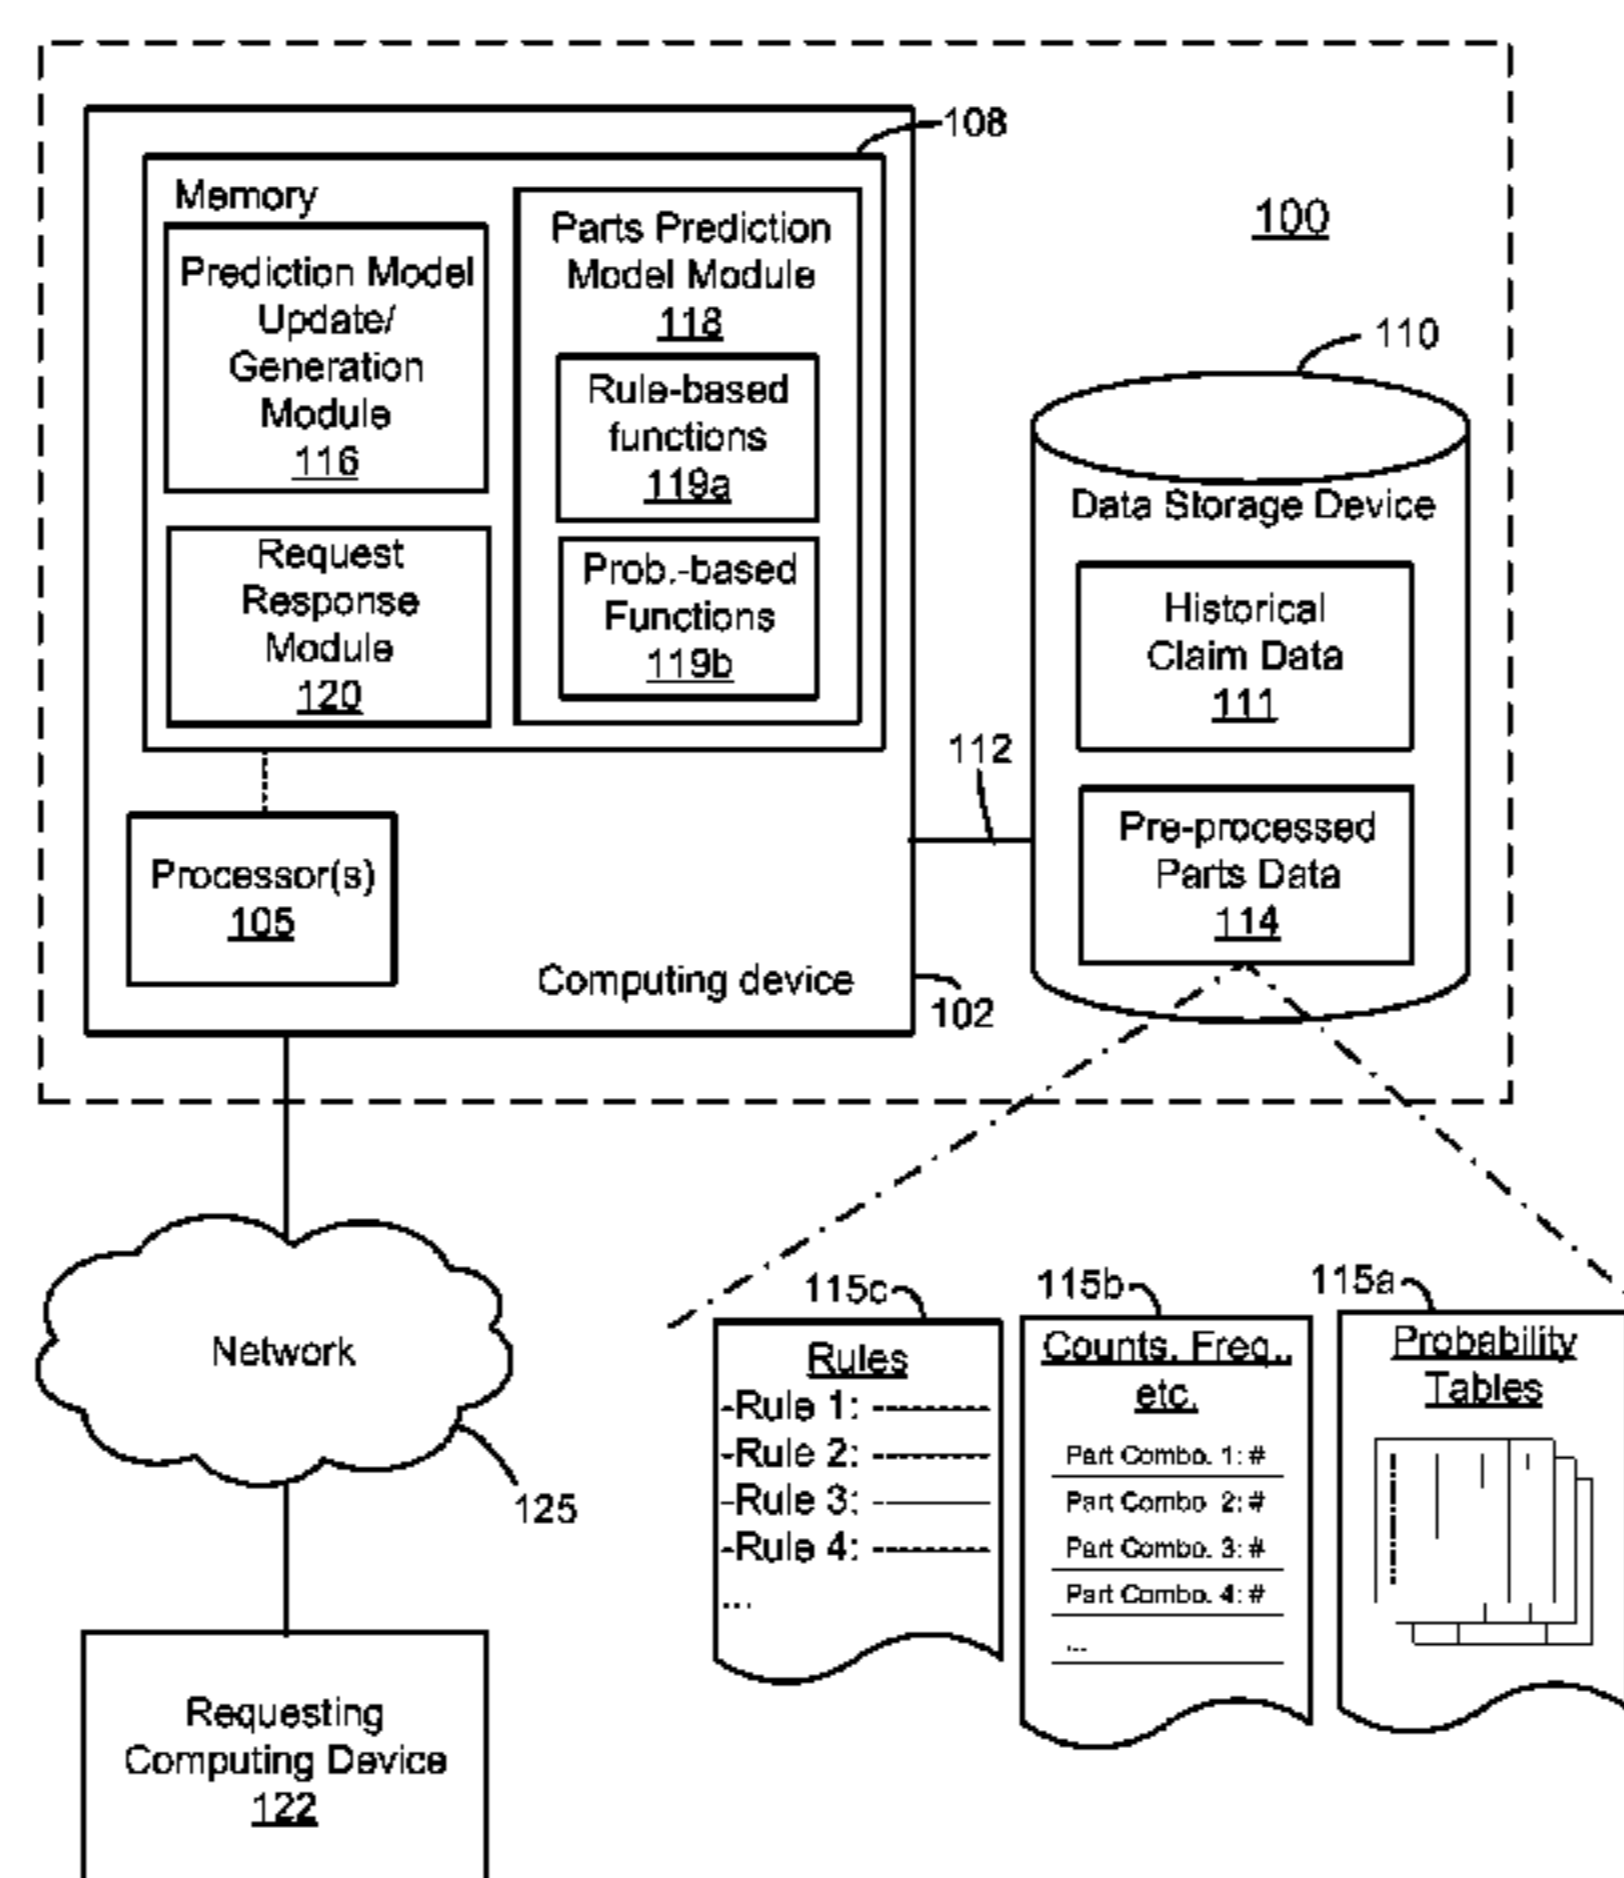 108
Memory
Prediction Model
Update/
Generation
Module
116
Request
Response
Module
120
Parts Prediction
Model Module
118
Rule-based
functions
119a
Prob.-based
Functions
119b
Processor(s)
105
Computing device
102
112
100
110
Data Storage Device
Historical
Claim Data
111
Pre-processed
Parts Data
114
Network
125
Requesting
Computing Device
122
115c
Rules
-Rule 1:
-Rule 2:
-Rule 3:
-Rule 4:
...
115b
Counts, Freq.,
etc.
Part Combo. 1: #
Part Combo 2: #
Part Combo. 3: #
Part Combo. 4: #
...
115a
Probability
Tables